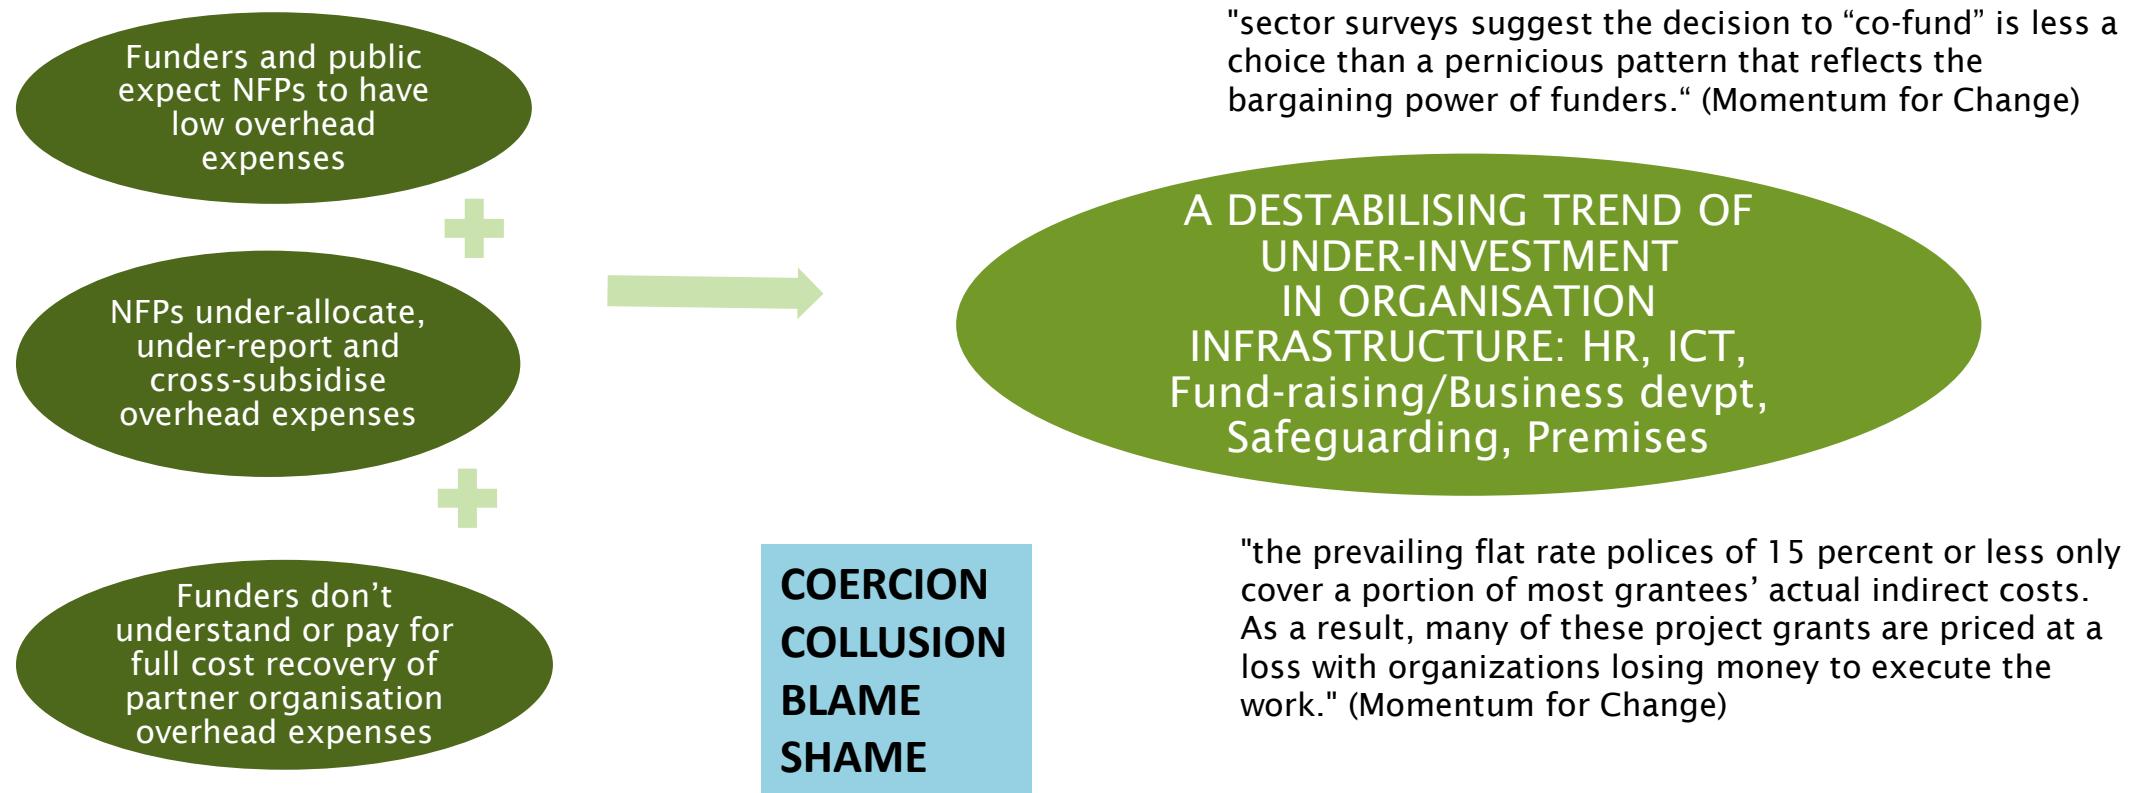 Funders and public
expect NFPs to have
low overhead
expenses
NFPs under-allocate,
under-report and
cross-subsidise
overhead expenses
Funders don’t
understand or pay for
full cost recovery of
partner organisation
overhead expenses
"sector surveys suggest the decision to “co-fund” is less a
choice than a pernicious pattern that reflects the
bargaining power of funders.“ (Momentum for Change)
A DESTABILISING TREND OF
UNDER-INVESTMENT
IN ORGANISATION
INFRASTRUCTURE: HR, ICT,
Fund-raising/Business devpt,
Safeguarding, Premises
COERCION
COLLUSION
BLAME
SHAME
"the prevailing flat rate polices of 15 percent or less only
cover a portion of most grantees’ actual indirect costs.
As a result, many of these project grants are priced at a
loss with organizations losing money to execute the
work." (Momentum for Change)